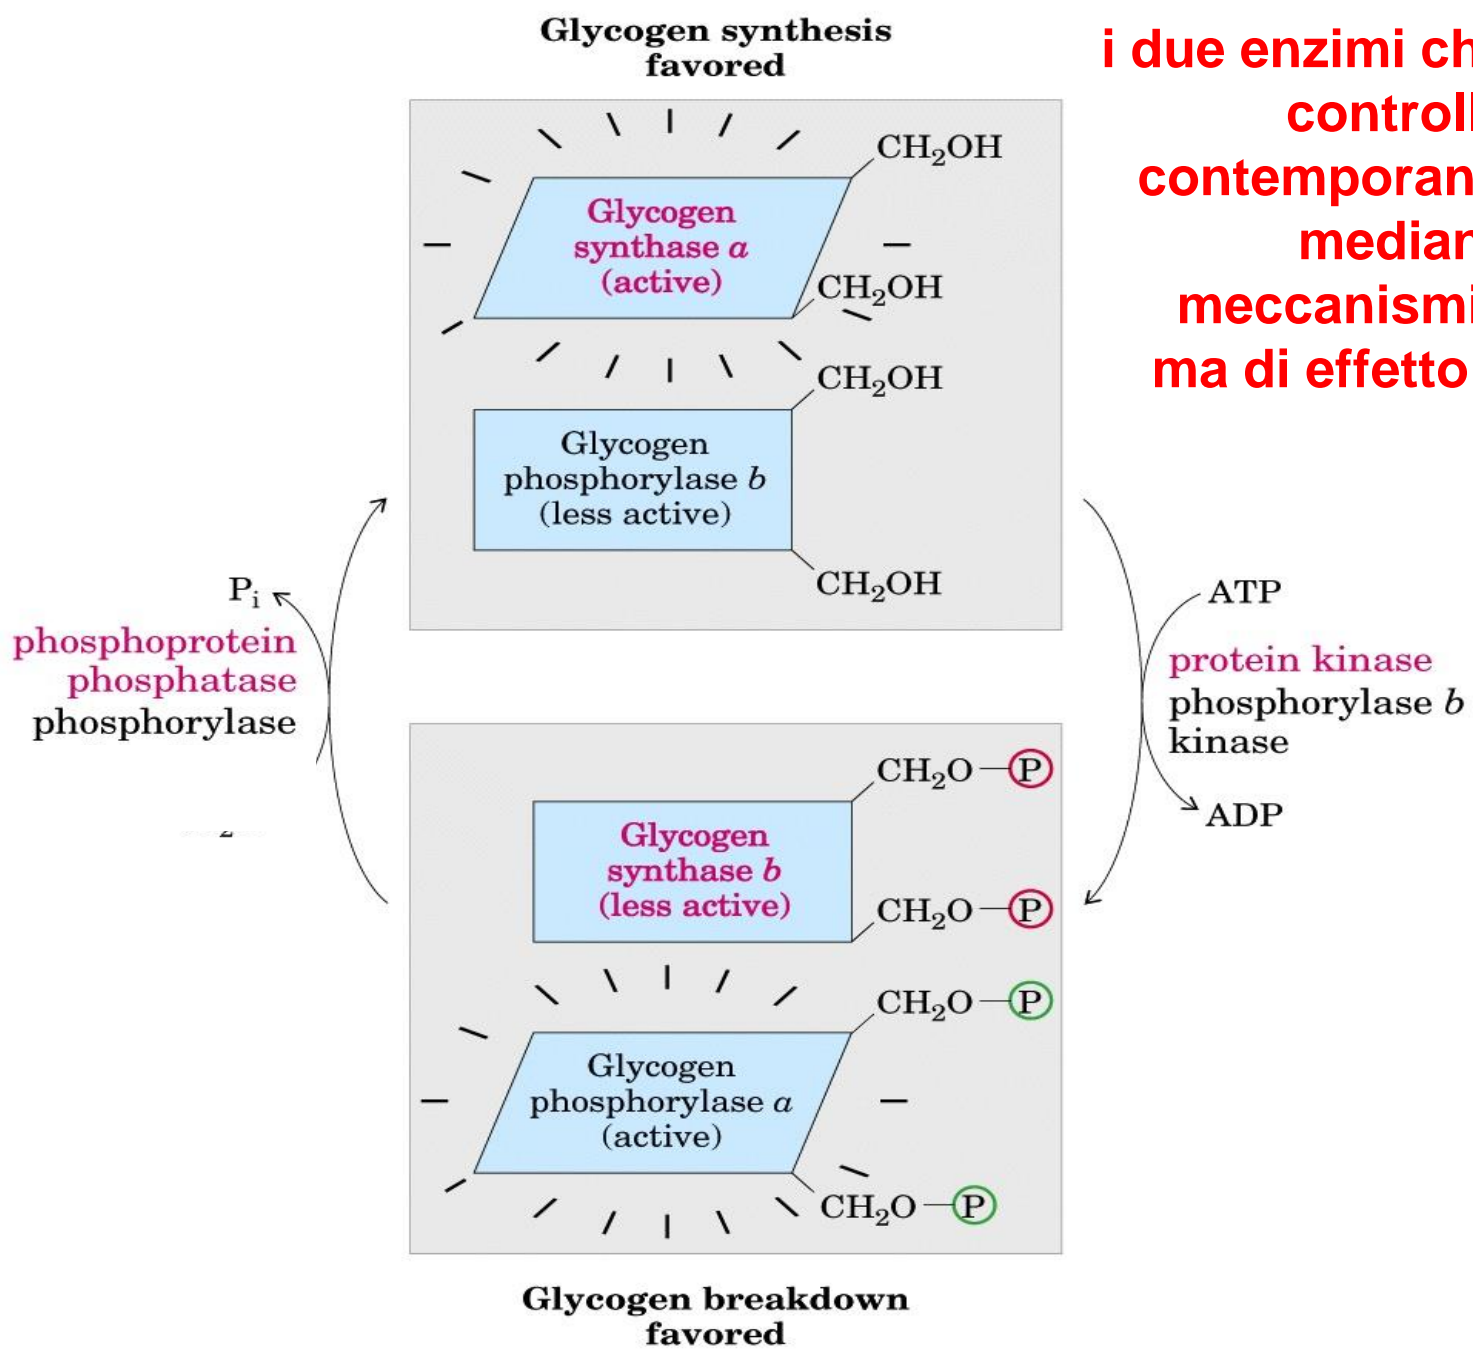 Glycogen synthesis
favored
i due enzimi ch
controll
contemporan
median
meccanismi
ma di effetto
CH₂OH
Glycogen
synthase a
(active)
CH₂OH
CH₂OH
Glycogen
phosphorylase b
(less active)
CH₂OH
Pᵢ
phosphoprotein
phosphatase
phosphorylase
ATP
protein kinase
phosphorylase b
kinase
ADP
CH₂O—P
Glycogen
synthase b
(less active)
CH₂O—P
CH₂O—P
Glycogen
phosphorylase a
(active)
CH₂O—P
Glycogen breakdown
favored